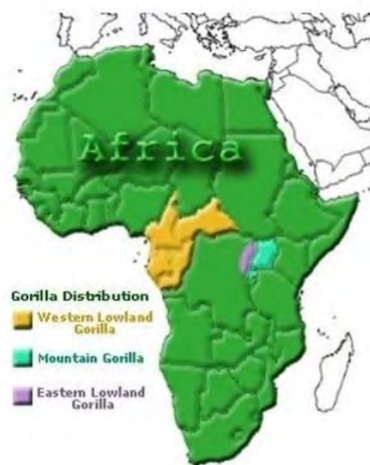 Africa
Gorilla Distribution
Western Lowland
Gorilla
Mountain Gorilla
Eastern Lowland
Gorilla